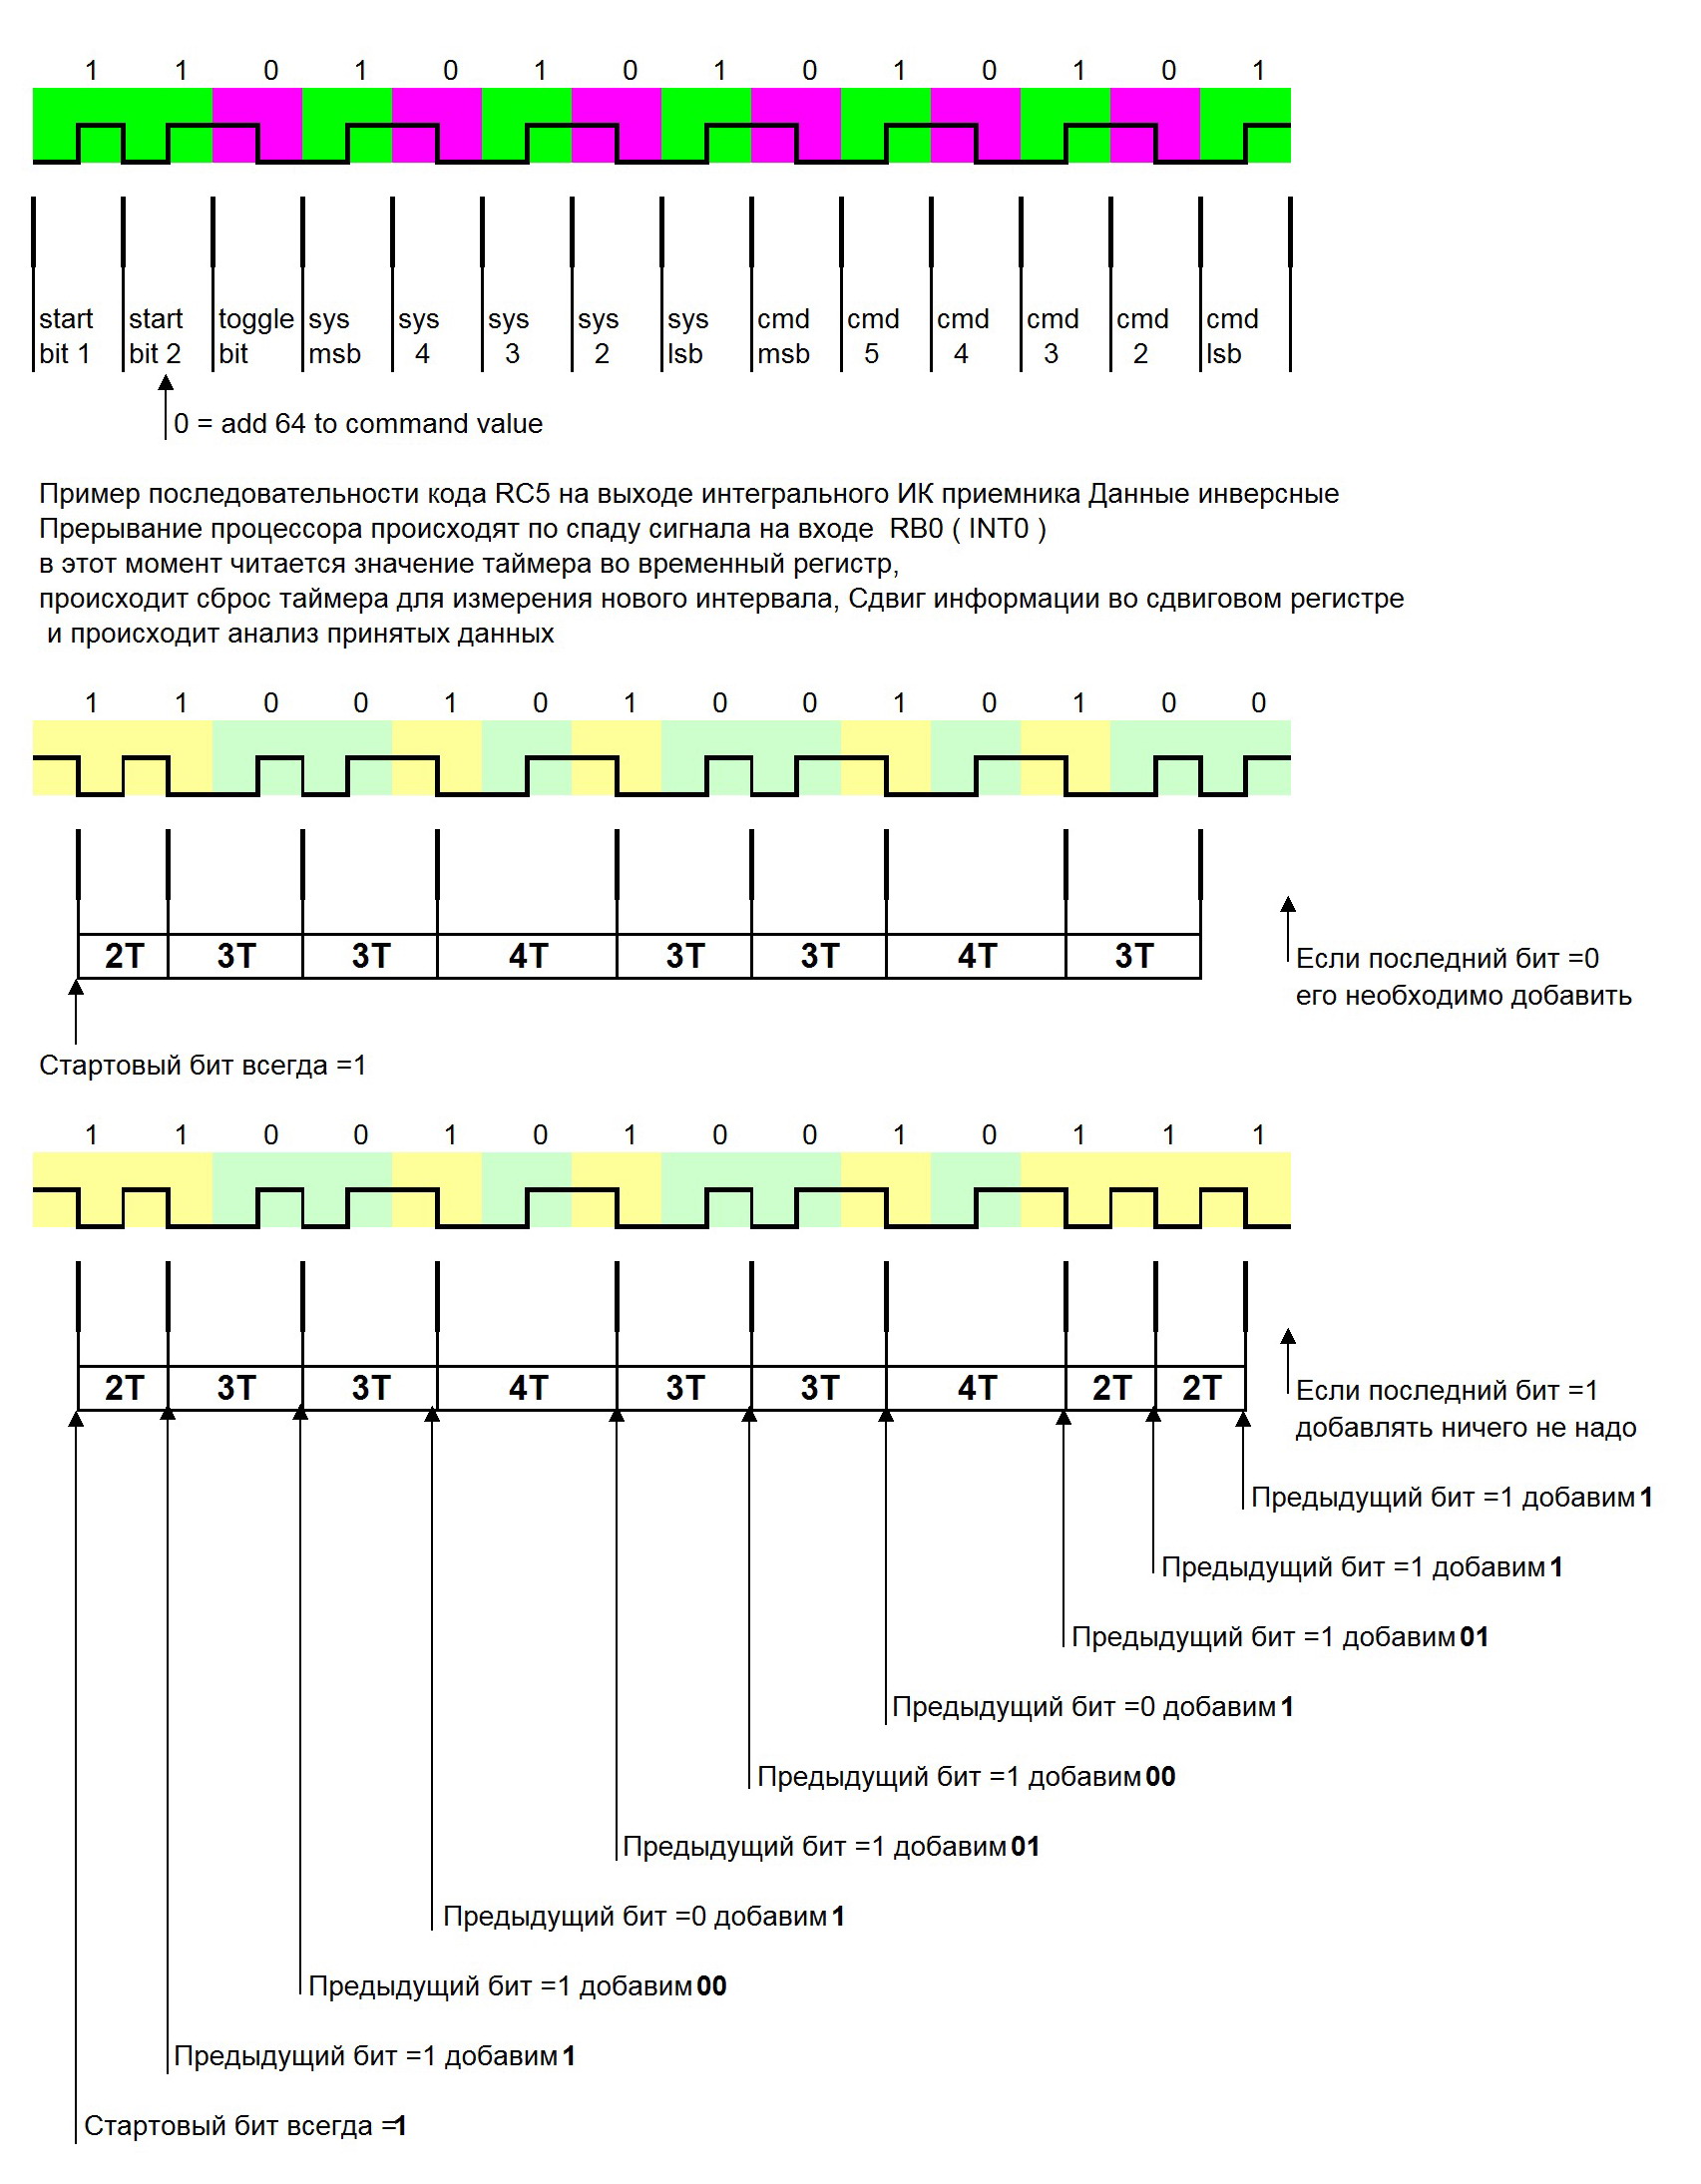 1 1 0 1 0 1 0 1 0 1 0 1 0 1
start start toggle sys sys sys sys sys cmd cmd cmd cmd cmd cmd
bit 1 bit 2 bit msb 4 3 2 lsb msb 5 4 3 2 lsb
0 = add 64 to command value
Пример последовательности кода RC5 на выходе интегрального ИК приемника Данные инверсные
Прерывание процессора происходят по спаду сигнала на входе RB0 ( INT0 )
в этот момент читается значение таймера во временный регистр,
происходит сброс таймера для измерения нового интервала, Сдвиг информации во сдвиговом регистре
и происходит анализ принятых данных
1 1 0 0 1 0 1 0 0 1 0 1 0 0
2T 3T 3T 4T 3T 3T 4T 3T
Если последний бит =0
его необходимо добавить
Стартовый бит всегда =1
1 1 0 0 1 0 1 0 0 1 0 1 1 1
2T 3T 3T 4T 3T 3T 4T 2T 2T
Если последний бит =1
добавлять ничего не надо
Предыдущий бит =1 добавим 1
Предыдущий бит =1 добавим 1
Предыдущий бит =1 добавим 01
Предыдущий бит =0 добавим 1
Предыдущий бит =1 добавим 00
Предыдущий бит =1 добавим 01
Предыдущий бит =0 добавим 1
Предыдущий бит =1 добавим 00
Предыдущий бит =1 добавим 1
Стартовый бит всегда =1